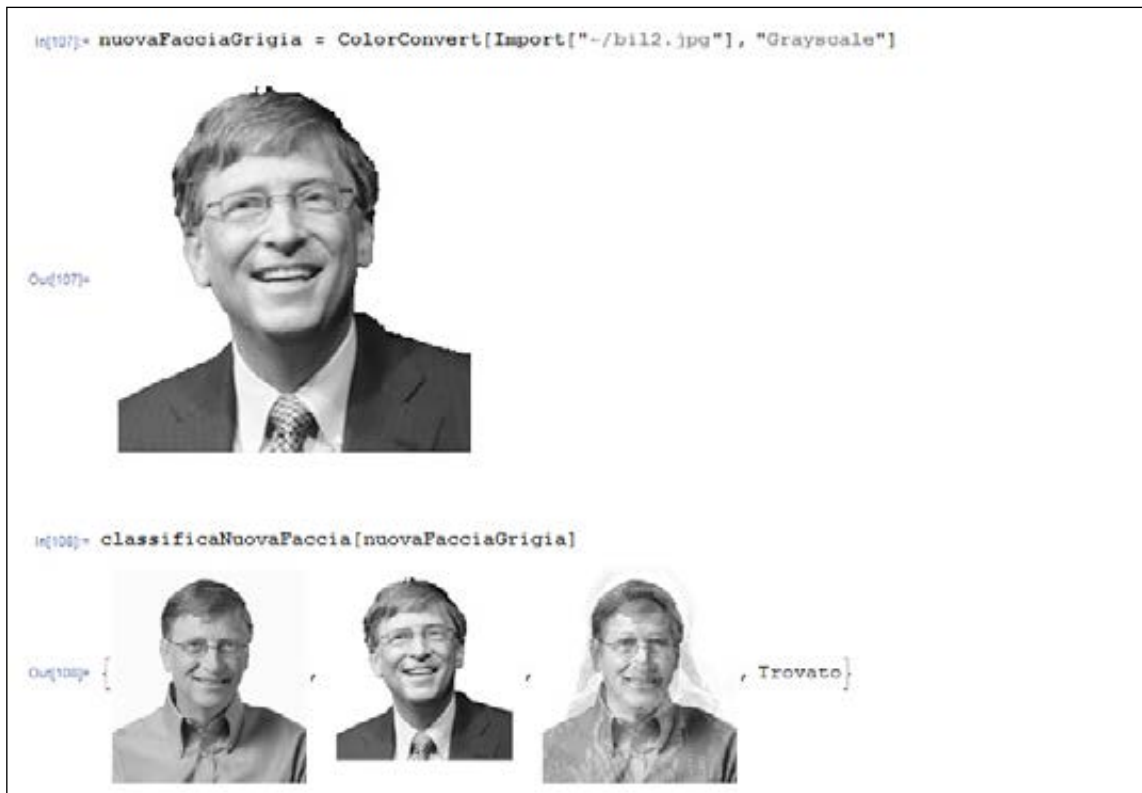 In[107]:= nuovaFacciaGrigia = ColorConvert[Import["~/bil2.jpg"], "Grayscale"]
Out[107]=
In[108]:= classificaNuovaFaccia[nuovaFacciaGrigia]
Out[108]= { , , , Trovato}